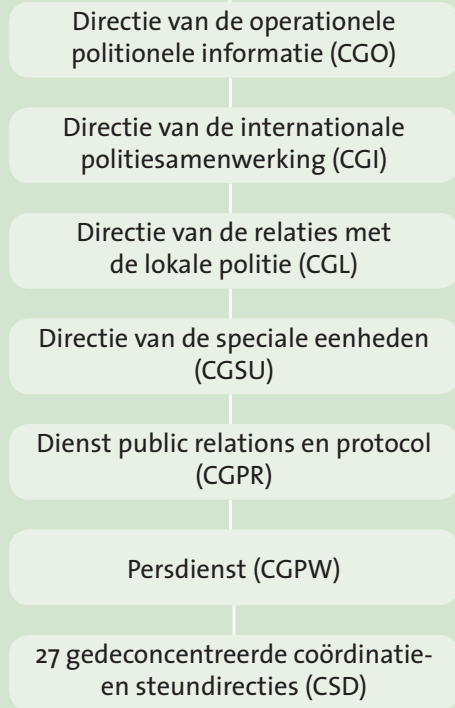 Directie van de operationele
politionele informatie (CGO)
Directie van de internationale
politiesamenwerking (CGI)
Directie van de relaties met
de lokale politie (CGL)
Directie van de speciale eenheden
(CGSU)
Dienst public relations en protocol
(CGPR)
Persdienst (CGPW)
27 gedeconcentreerde coördinatie-
en steundirecties (CSD)